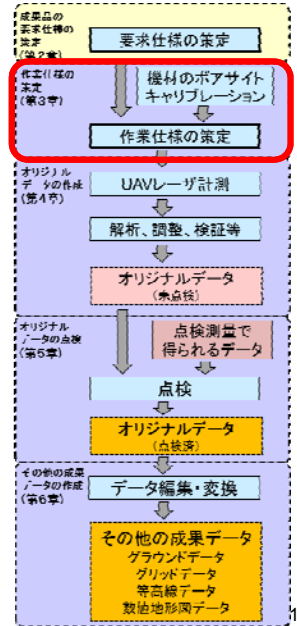 成果品の
要求仕様の
策定
(第2章)
要求仕様の策定
作業仕様の
策定
(第3章)
機材のボアサイト
キャリブレーション
作業仕様の策定
オリジナル
データの作成
(第4章)
UAVレーザ計測
解析、調整、検証等
オリジナルデータ
(未点検)
オリジナル
データの点検
(第5章)
点検測量で
得られるデータ
点検
オリジナルデータ
(点検済)
その他の成果
データの作成
(第6章)
データ編集・変換
その他の成果データ
グラウンドデータ
グリッドデータ
等高線データ
数値地形図データ
1